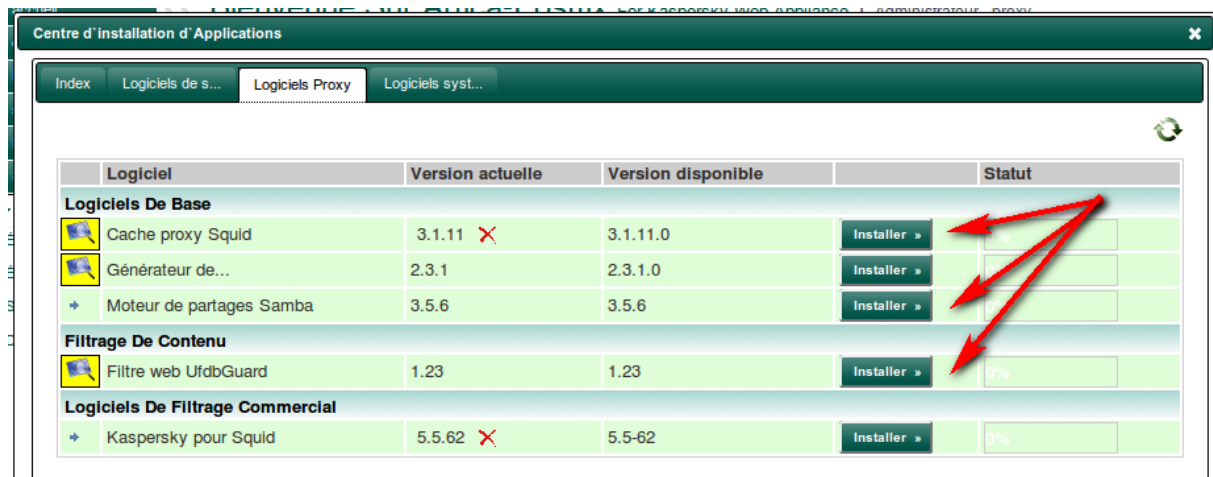 For Kaspersky Web Appliance
Centre d`installation d`Applications
Index Logiciels de s... Logiciels Proxy Logiciels syst...
Logiciel Version actuelle Version disponible Statut
Logiciels De Base
Cache proxy Squid 3.1.11 3.1.11.0 Installer »
Générateur de... 2.3.1 2.3.1.0 Installer »
Moteur de partages Samba 3.5.6 3.5.6 Installer »
Filtrage De Contenu
Filtre web UfdbGuard 1.23 1.23 Installer » 0%
Logiciels De Filtrage Commercial
Kaspersky pour Squid 5.5.62 5.5-62 Installer » 0%